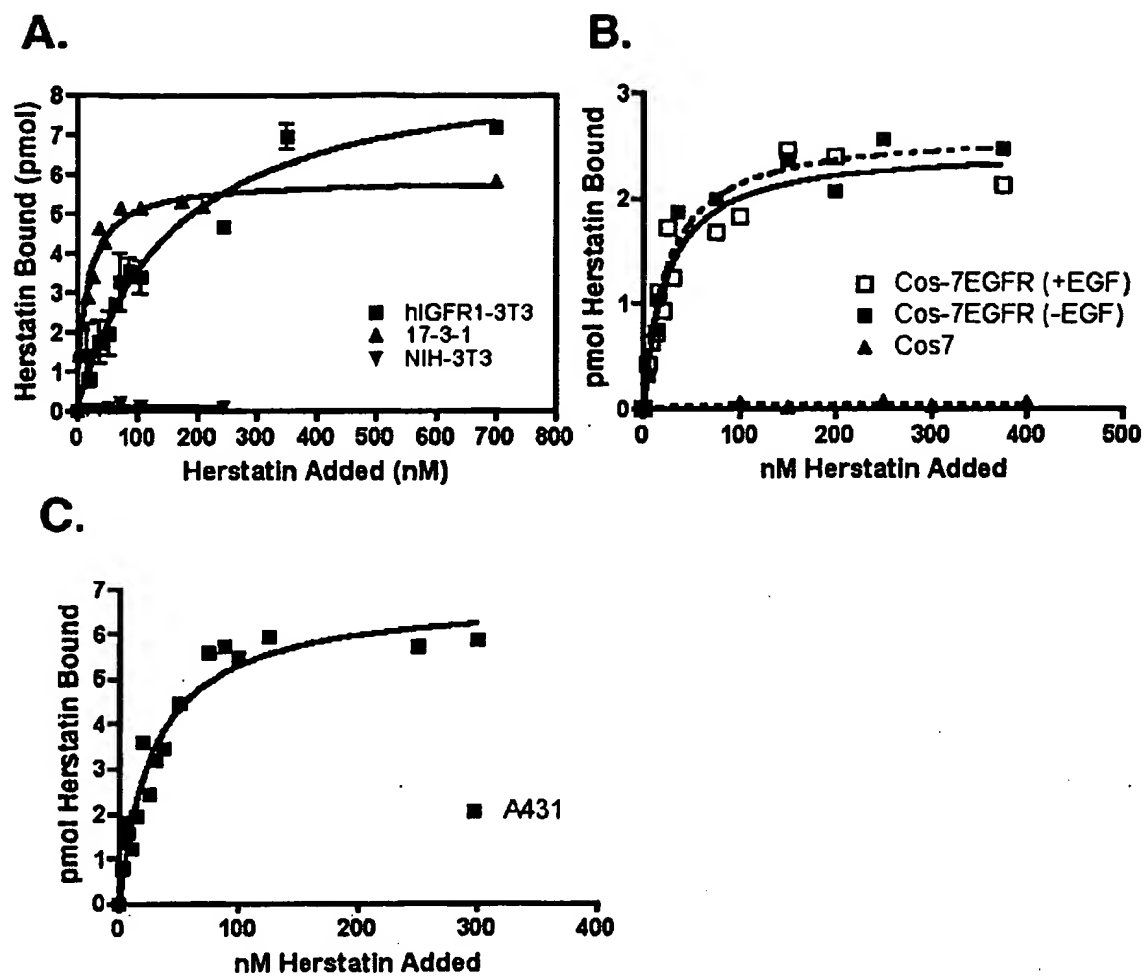 A.
Herstatin Bound (pmol)
8
7
6
5
4
3
2
1
0
0 100 200 300 400 500 600 700 800
Herstatin Added (nM)
hIGFR1-3T3
17-3-1
NIH-3T3
B.
pmol Herstatin Bound
3
2
1
0
0 100 200 300 400 500
nM Herstatin Added
Cos-7EGFR (+EGF)
Cos-7EGFR (-EGF)
Cos7
C.
pmol Herstatin Bound
7
6
5
4
3
2
1
0
0 100 200 300 400
nM Herstatin Added
A431